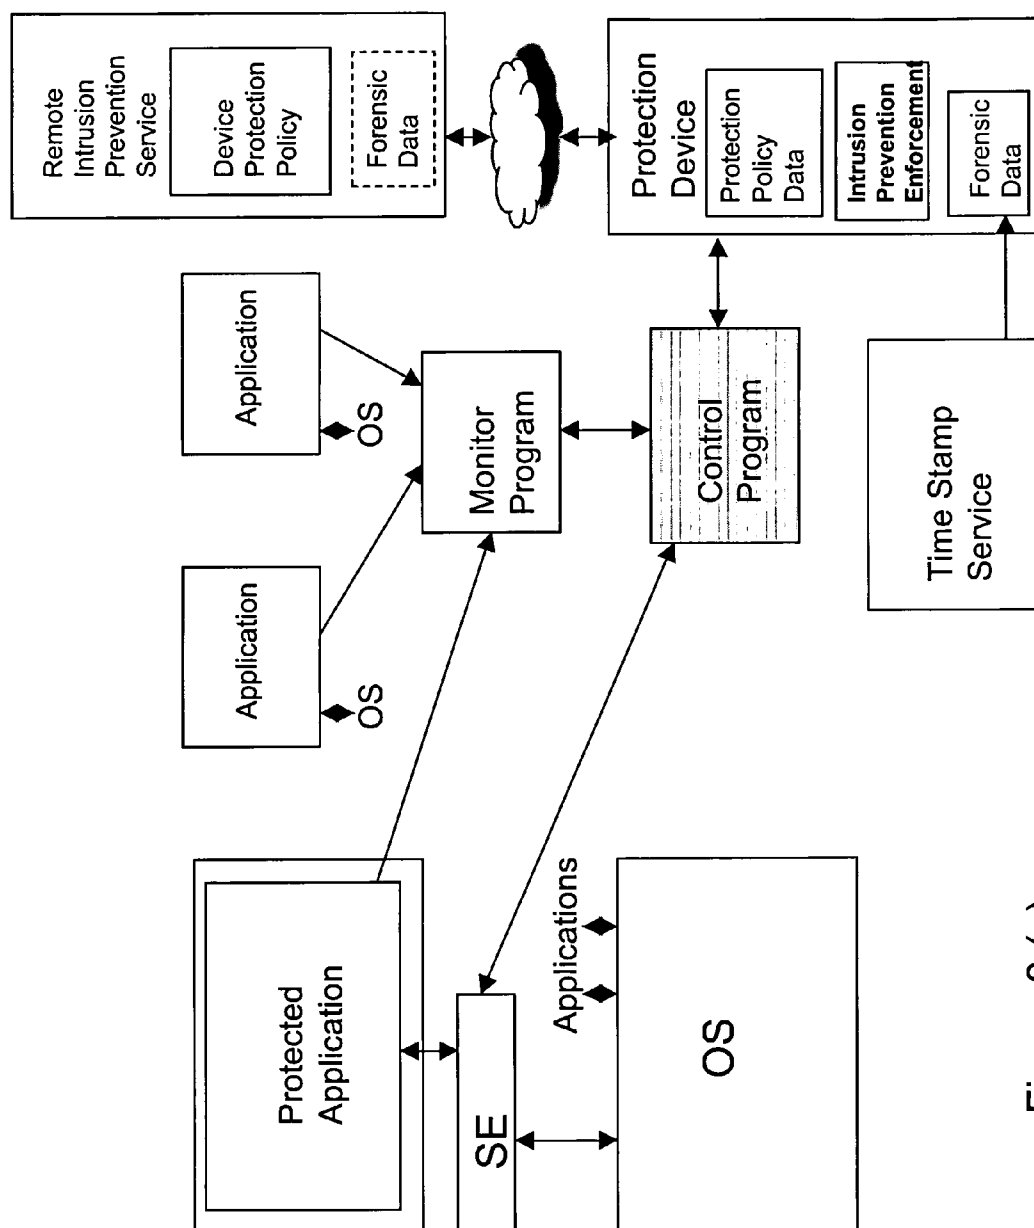 Remote
Intrusion
Prevention
Service
Device
Protection
Policy
Forensic
Data
Protection
Device
Protection
Policy
Data
Intrusion
Prevention
Enforcement
Forensic
Data
Application
OS
Application
OS
Monitor
Program
Control
Program
Time Stamp
Service
Protected
Application
SE
Applications
OS